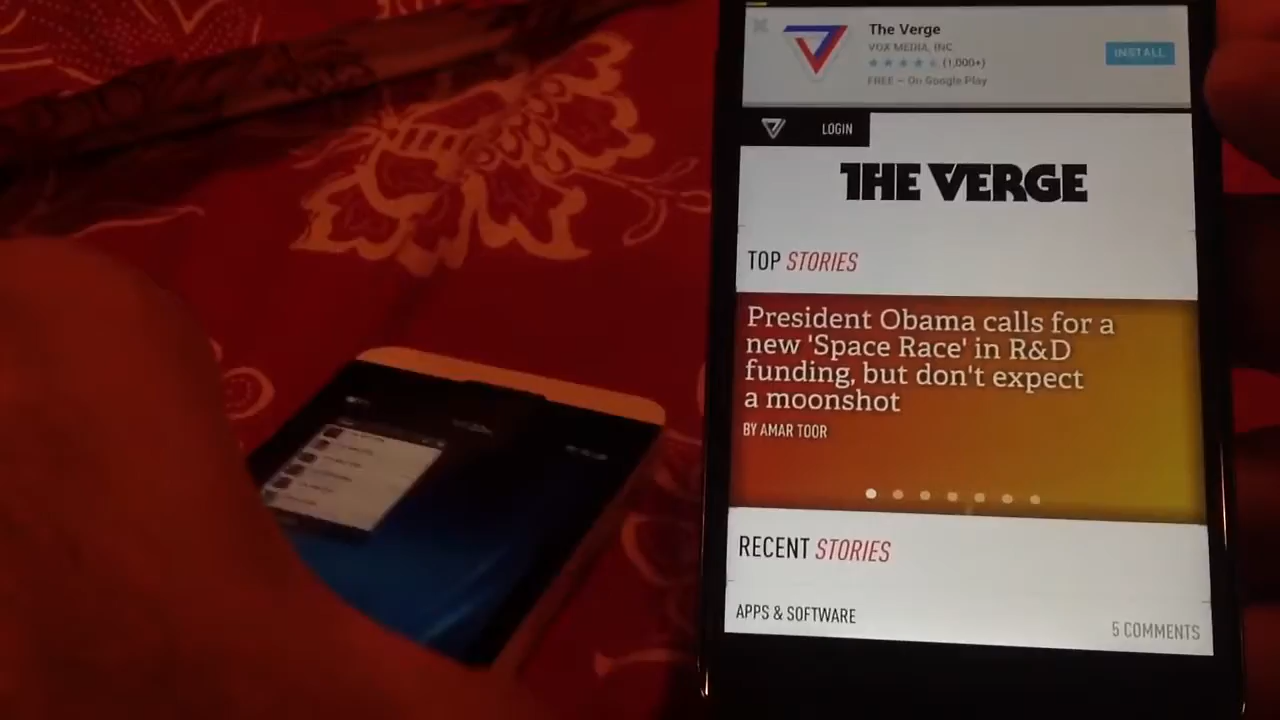 The Verge
VOX MEDIA, INC.
(1,000+)
FREE – On Google Play
INSTALL
LOGIN
THE VERGE
TOP STORIES
President Obama calls for a
new 'Space Race' in R&D
funding, but don't expect
a moonshot
BY AMAR TOOR
RECENT STORIES
APPS & SOFTWARE
5 COMMENTS